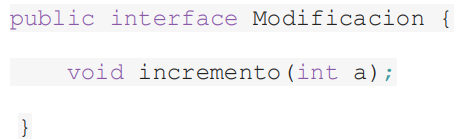 public interface Modificacion {
void incremento(int a);
}